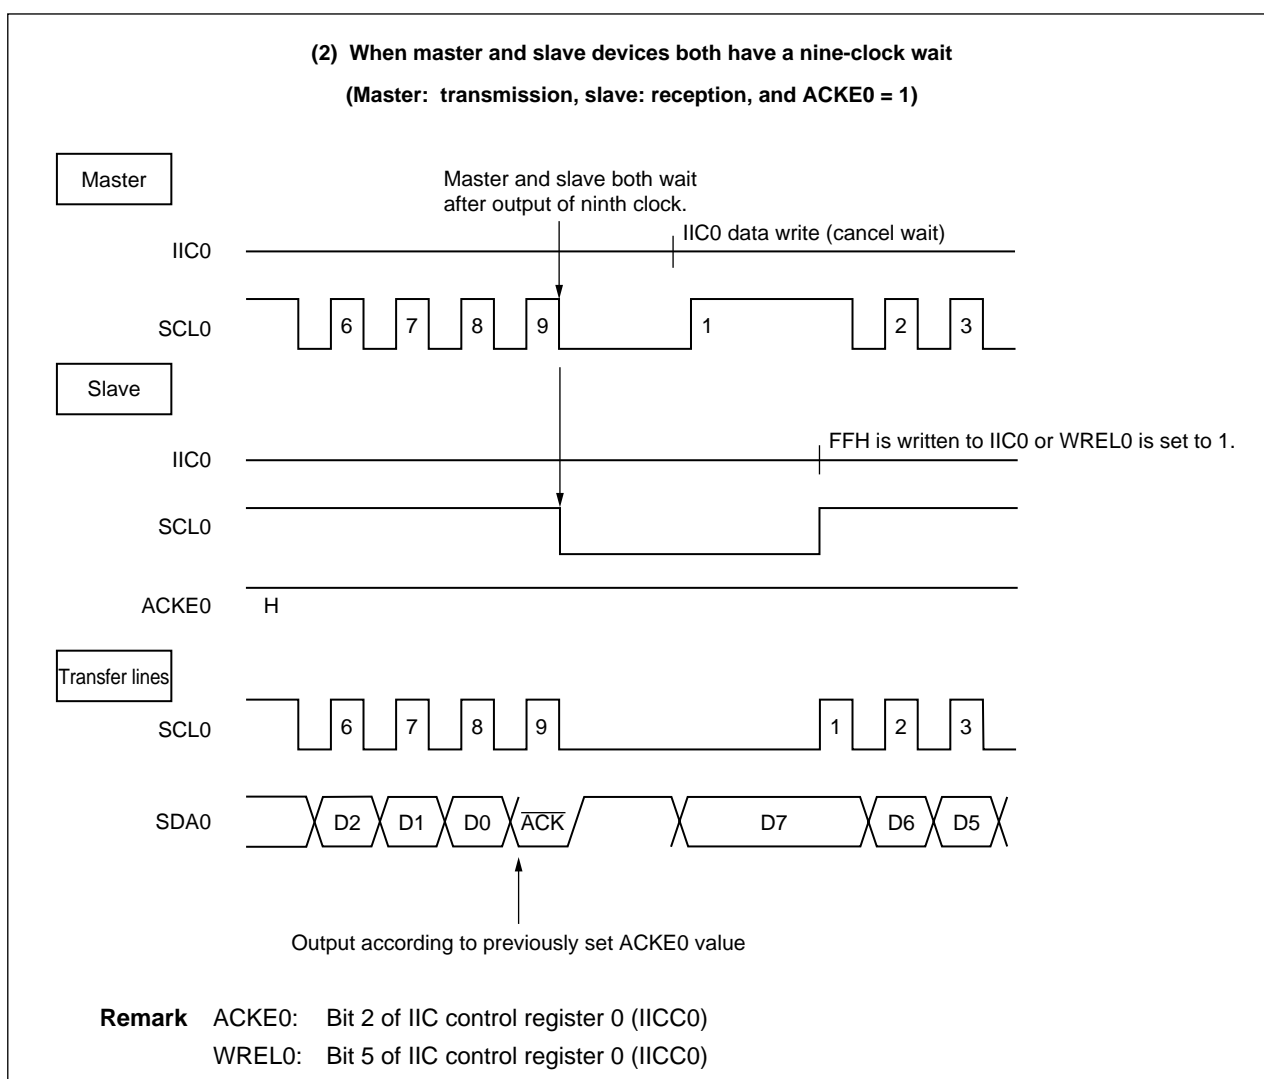 (2) When master and slave devices both have a nine-clock wait
(Master: transmission, slave: reception, and ACKE0 = 1)
Master
Master and slave both wait
after output of ninth clock.
IIC0 data write (cancel wait)
IIC0
SCL0 6 7 8 9 1 2 3
Slave
FFH is written to IIC0 or WREL0 is set to 1.
IIC0
SCL0
ACKE0 H
Transfer lines
SCL0 6 7 8 9 1 2 3
SDA0 D2 D1 D0 ACK D7 D6 D5
Output according to previously set ACKE0 value
Remark ACKE0: Bit 2 of IIC control register 0 (IICC0)
WREL0: Bit 5 of IIC control register 0 (IICC0)